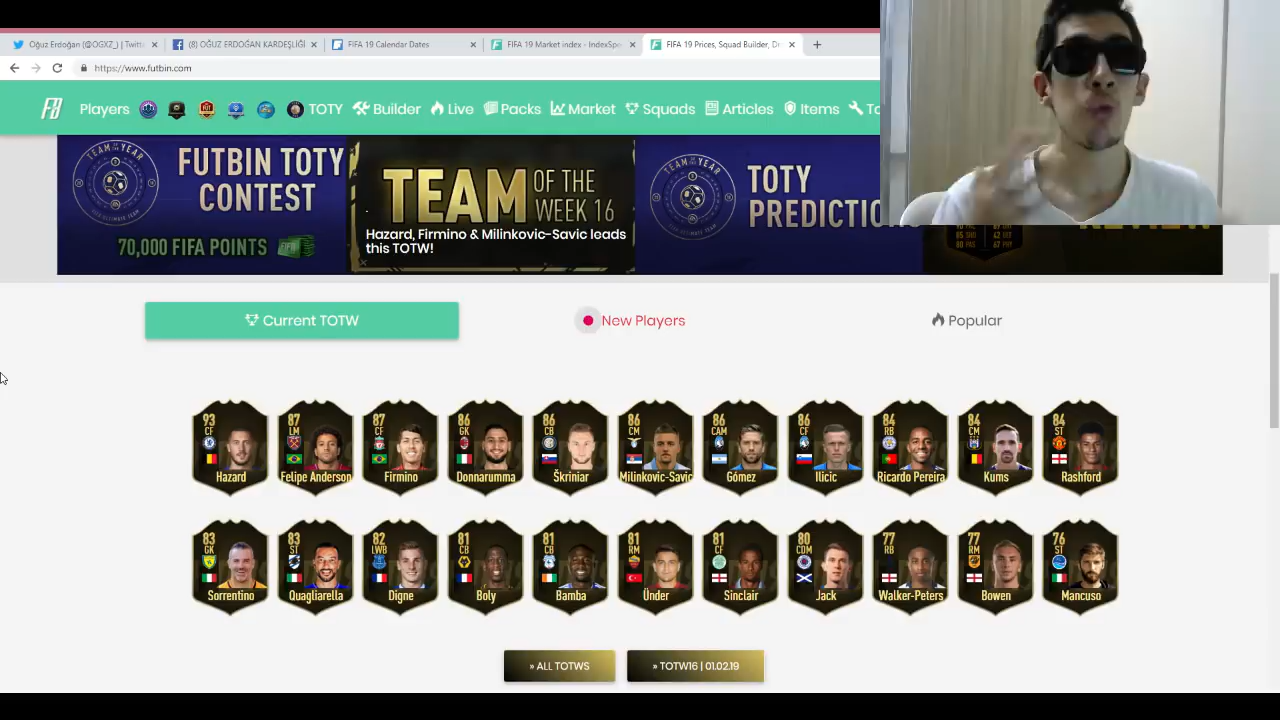 Oğuz Erdoğan (@OGXZ_) | Twitt
(8) OĞUZ ERDOĞAN KARDEŞLİĞİ
FIFA 19 Calendar Dates
FIFA 19 Market index - IndexSpe
FIFA 19 Prices, Squad Builder, Dr
https://www.futbin.com
FB
Players
TOTY
Builder
Live
Packs
Market
Squads
Articles
Items
To
FUTBIN TOTY
CONTEST
70,000 FIFA POINTS
TEAM OF THE
WEEK 16
Hazard, Firmino & Milinkovic-Savic leads
this TOTW!
TOTY
PREDICTIO
Current TOTW
New Players
Popular
93
CF
Hazard
87
LM
Felipe Anderson
87
CF
Firmino
86
GK
Donnarumma
86
CB
Škriniar
86
CM
Milinkovic-Savic
86
CAM
Gómez
86
CF
Ilicic
84
RB
Ricardo Pereira
84
CM
Kums
84
ST
Rashford
83
GK
Sorrentino
83
ST
Quagliarella
82
LWB
Digne
81
CB
Boly
81
CB
Bamba
81
RM
Ünder
81
CF
Sinclair
80
CDM
Jack
77
RB
Walker-Peters
77
RM
Bowen
76
ST
Mancuso
» ALL TOTWS
» TOTW16 | 01.02.19